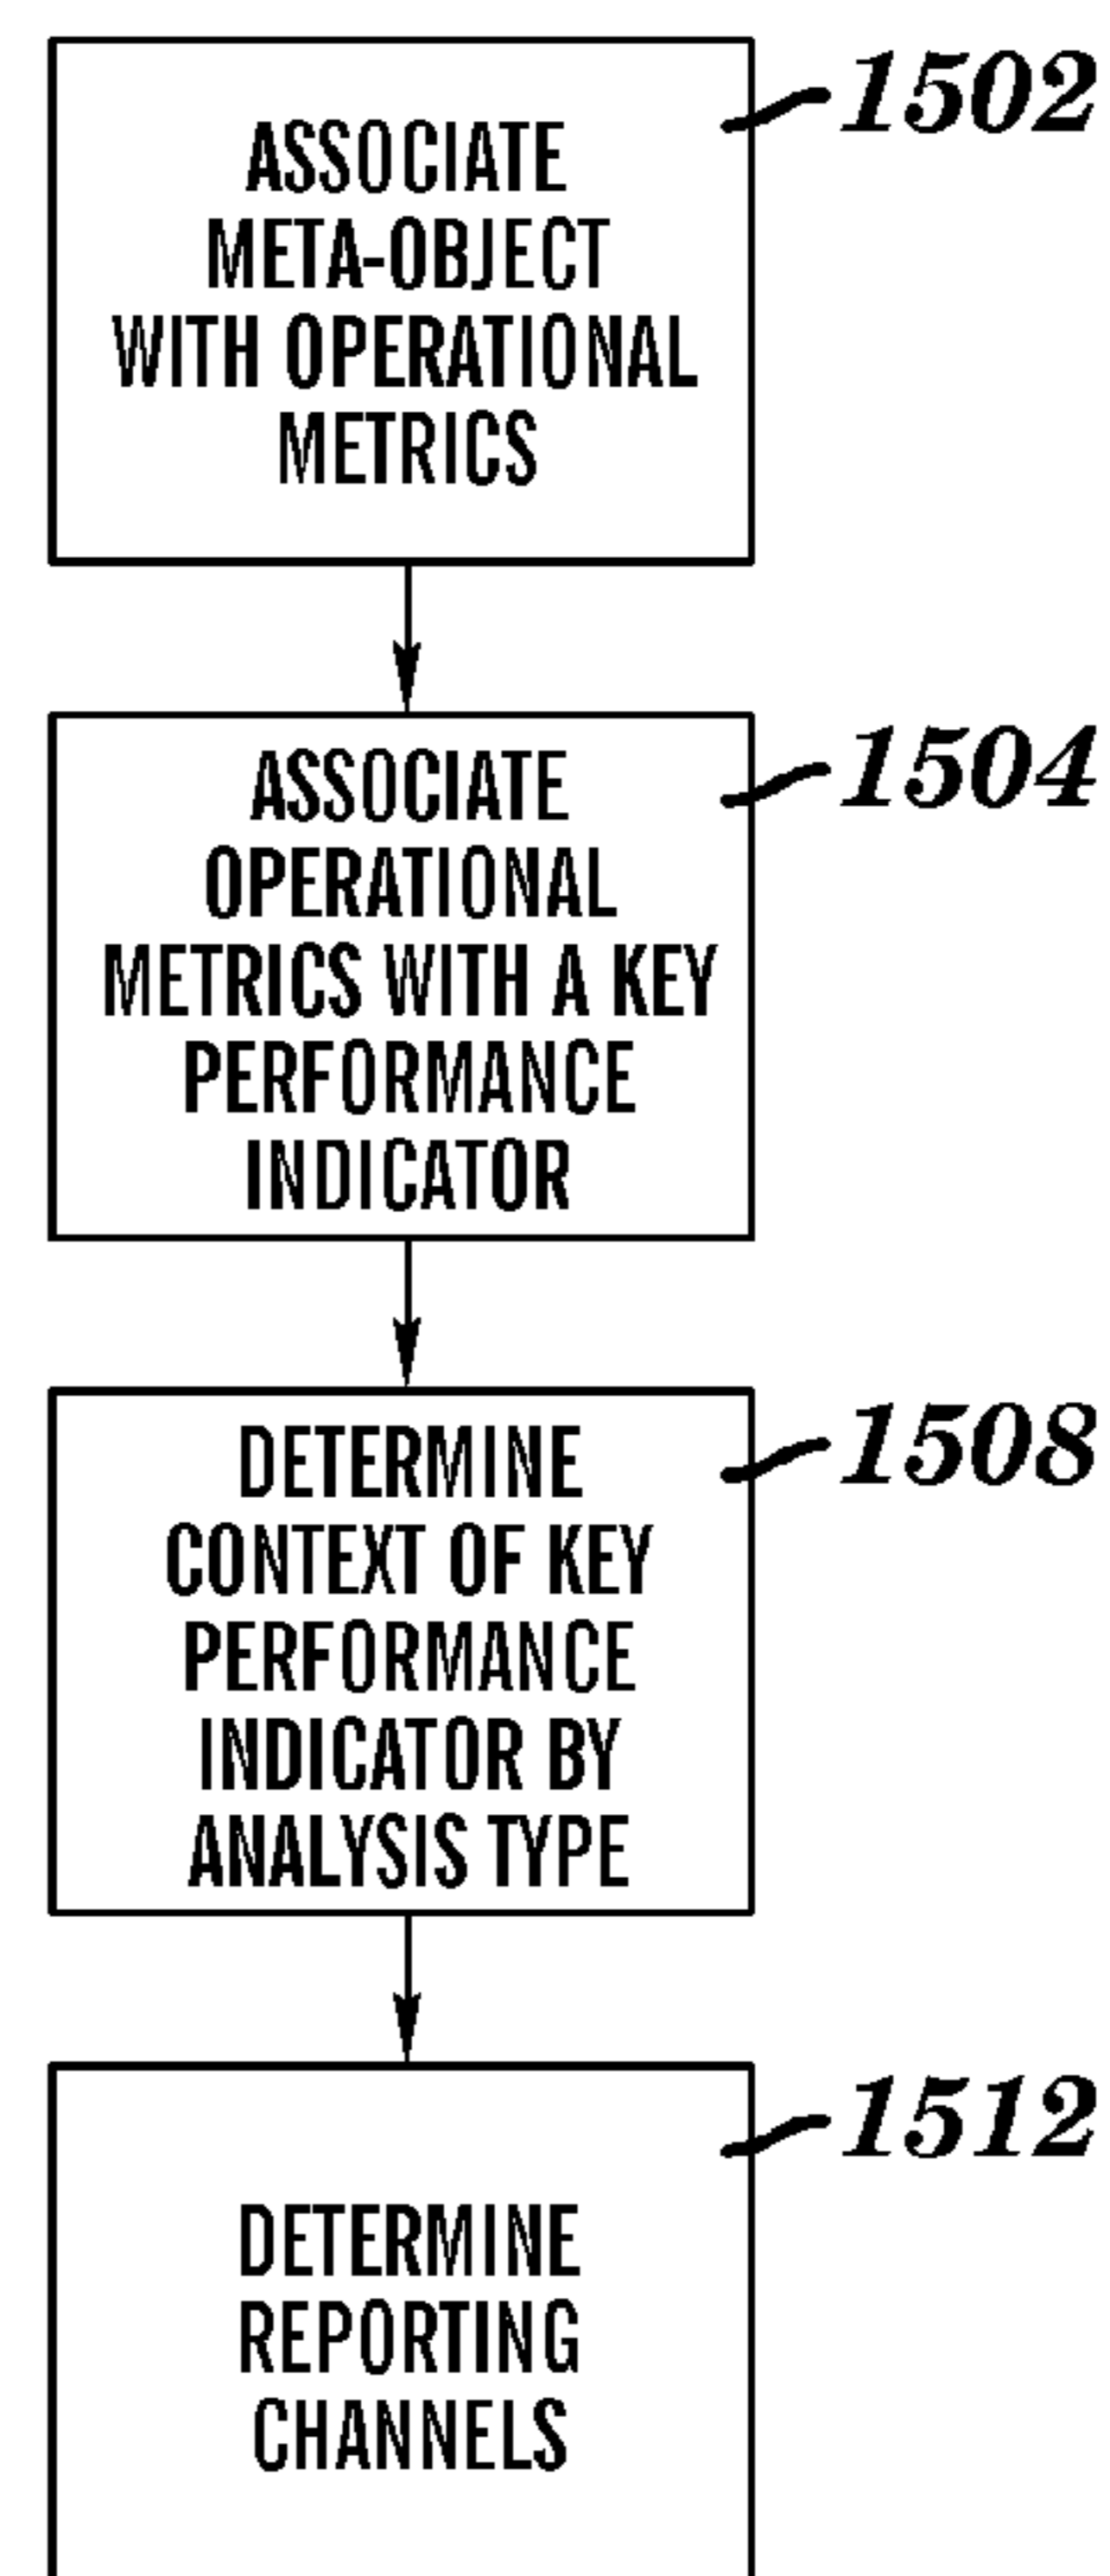 1502
ASSOCIATE
META-OBJECT
WITH OPERATIONAL
METRICS
1504
ASSOCIATE
OPERATIONAL
METRICS WITH A KEY
PERFORMANCE
INDICATOR
1508
DETERMINE
CONTEXT OF KEY
PERFORMANCE
INDICATOR BY
ANALYSIS TYPE
1512
DETERMINE
REPORTING
CHANNELS